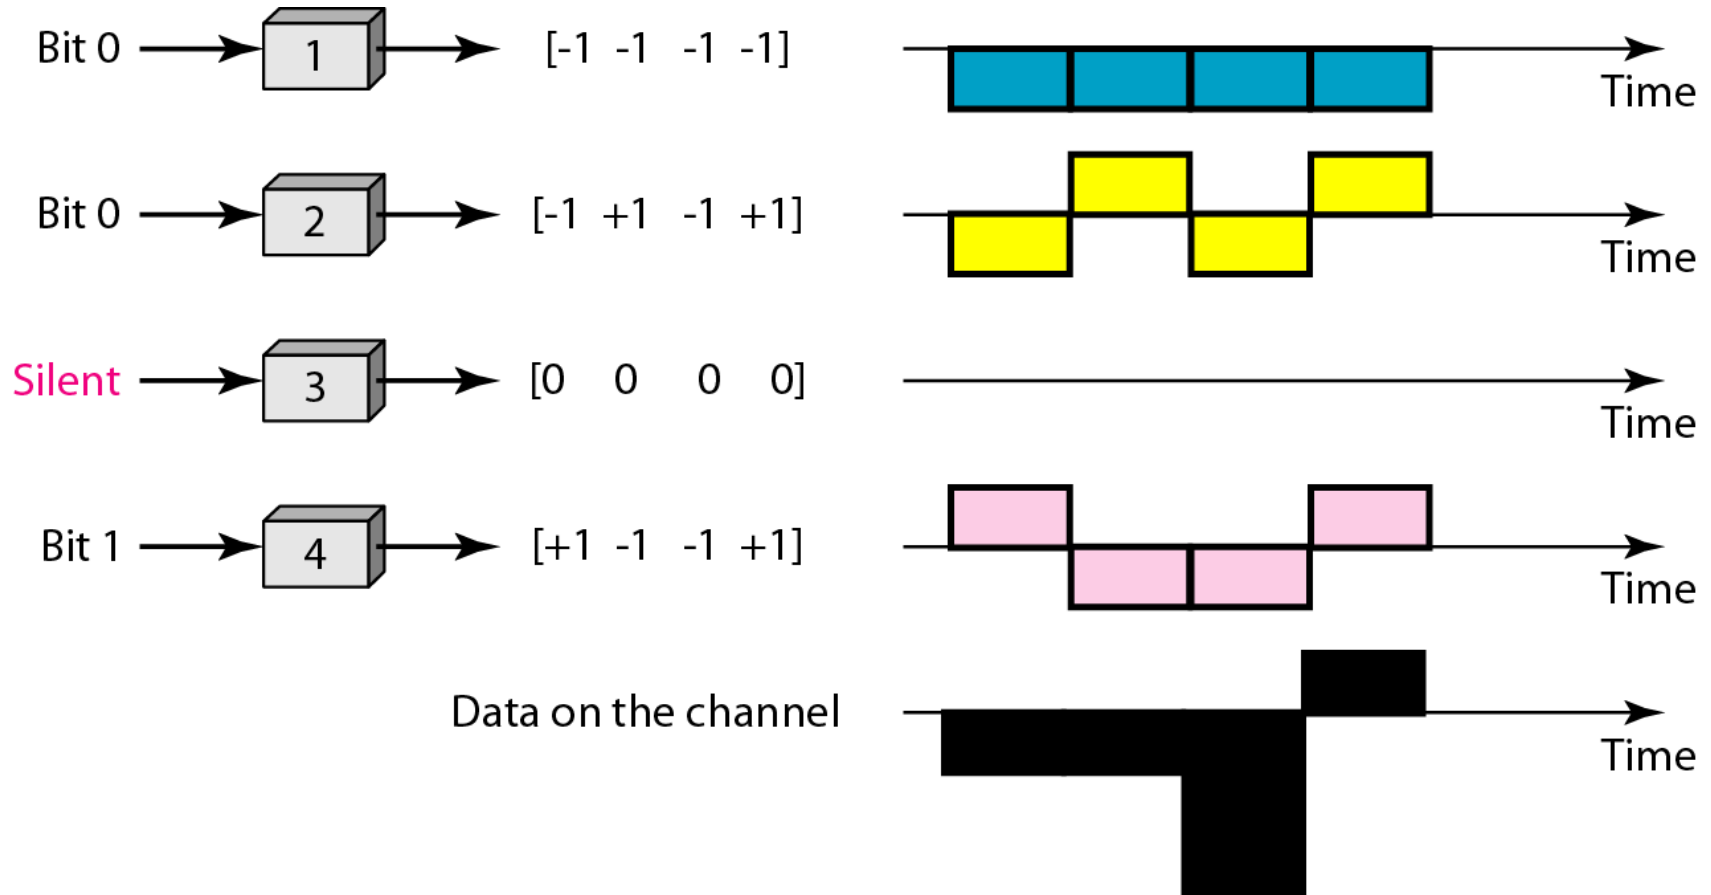 Bit 0 1 [-1 -1 -1 -1]
Time
Bit 0 2 [-1 +1 -1 +1]
Time
Silent 3 [0 0 0 0]
Time
Bit 1 4 [+1 -1 -1 +1]
Time
Data on the channel
Time